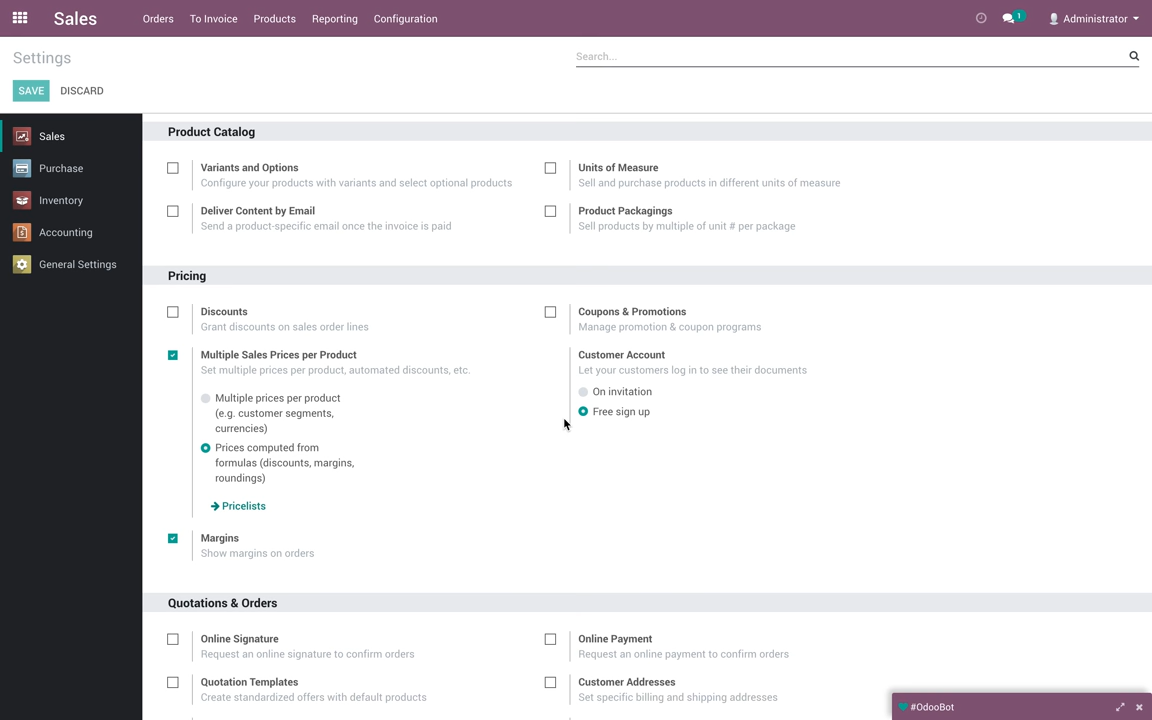 Sales
Orders
To Invoice
Products
Reporting
Configuration
1
Administrator
Settings
Search...
SAVE
DISCARD
Sales
Purchase
Inventory
Accounting
General Settings
Product Catalog
Variants and Options
Configure your products with variants and select optional products
Units of Measure
Sell and purchase products in different units of measure
Deliver Content by Email
Send a product-specific email once the invoice is paid
Product Packagings
Sell products by multiple of unit # per package
Pricing
Discounts
Grant discounts on sales order lines
Coupons & Promotions
Manage promotion & coupon programs
Multiple Sales Prices per Product
Set multiple prices per product, automated discounts, etc.
Multiple prices per product
(e.g. customer segments,
currencies)
Prices computed from
formulas (discounts, margins,
roundings)
Pricelists
Customer Account
Let your customers log in to see their documents
On invitation
Free sign up
Margins
Show margins on orders
Quotations & Orders
Online Signature
Request an online signature to confirm orders
Online Payment
Request an online payment to confirm orders
Quotation Templates
Create standardized offers with default products
Customer Addresses
Set specific billing and shipping addresses
#OdooBot